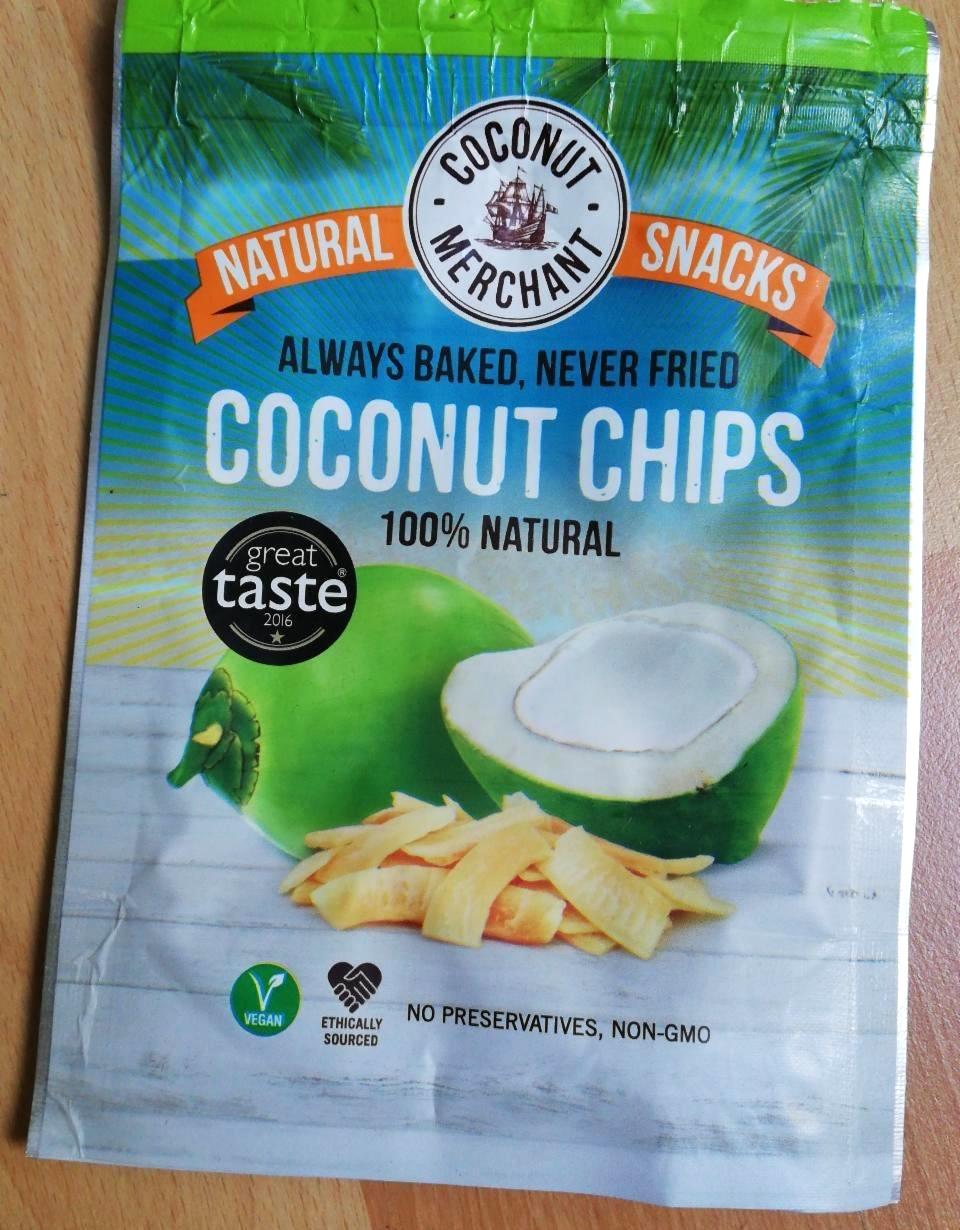 COCONUT
MERCHANT
NATURAL SNACKS
ALWAYS BAKED, NEVER FRIED
COCONUT CHIPS
100% NATURAL
great
taste®
2016
VEGAN
ETHICALLY
SOURCED
NO PRESERVATIVES, NON-GMO